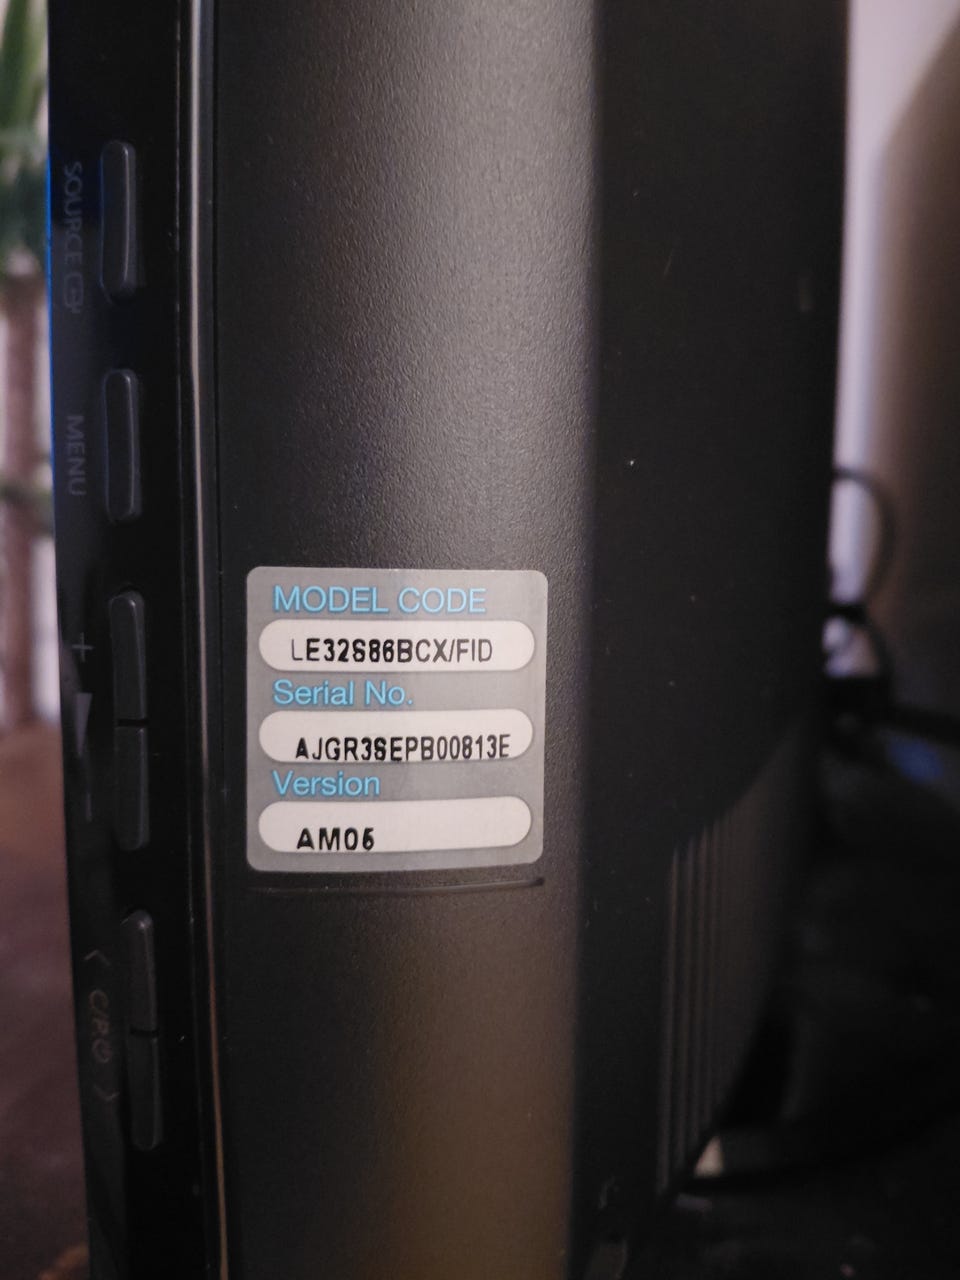 SOURCE
MENU
+
-
< C/P >
MODEL CODE
LE32S86BCX/FID
Serial No.
AJGR3SEPB00813E
Version
AM05